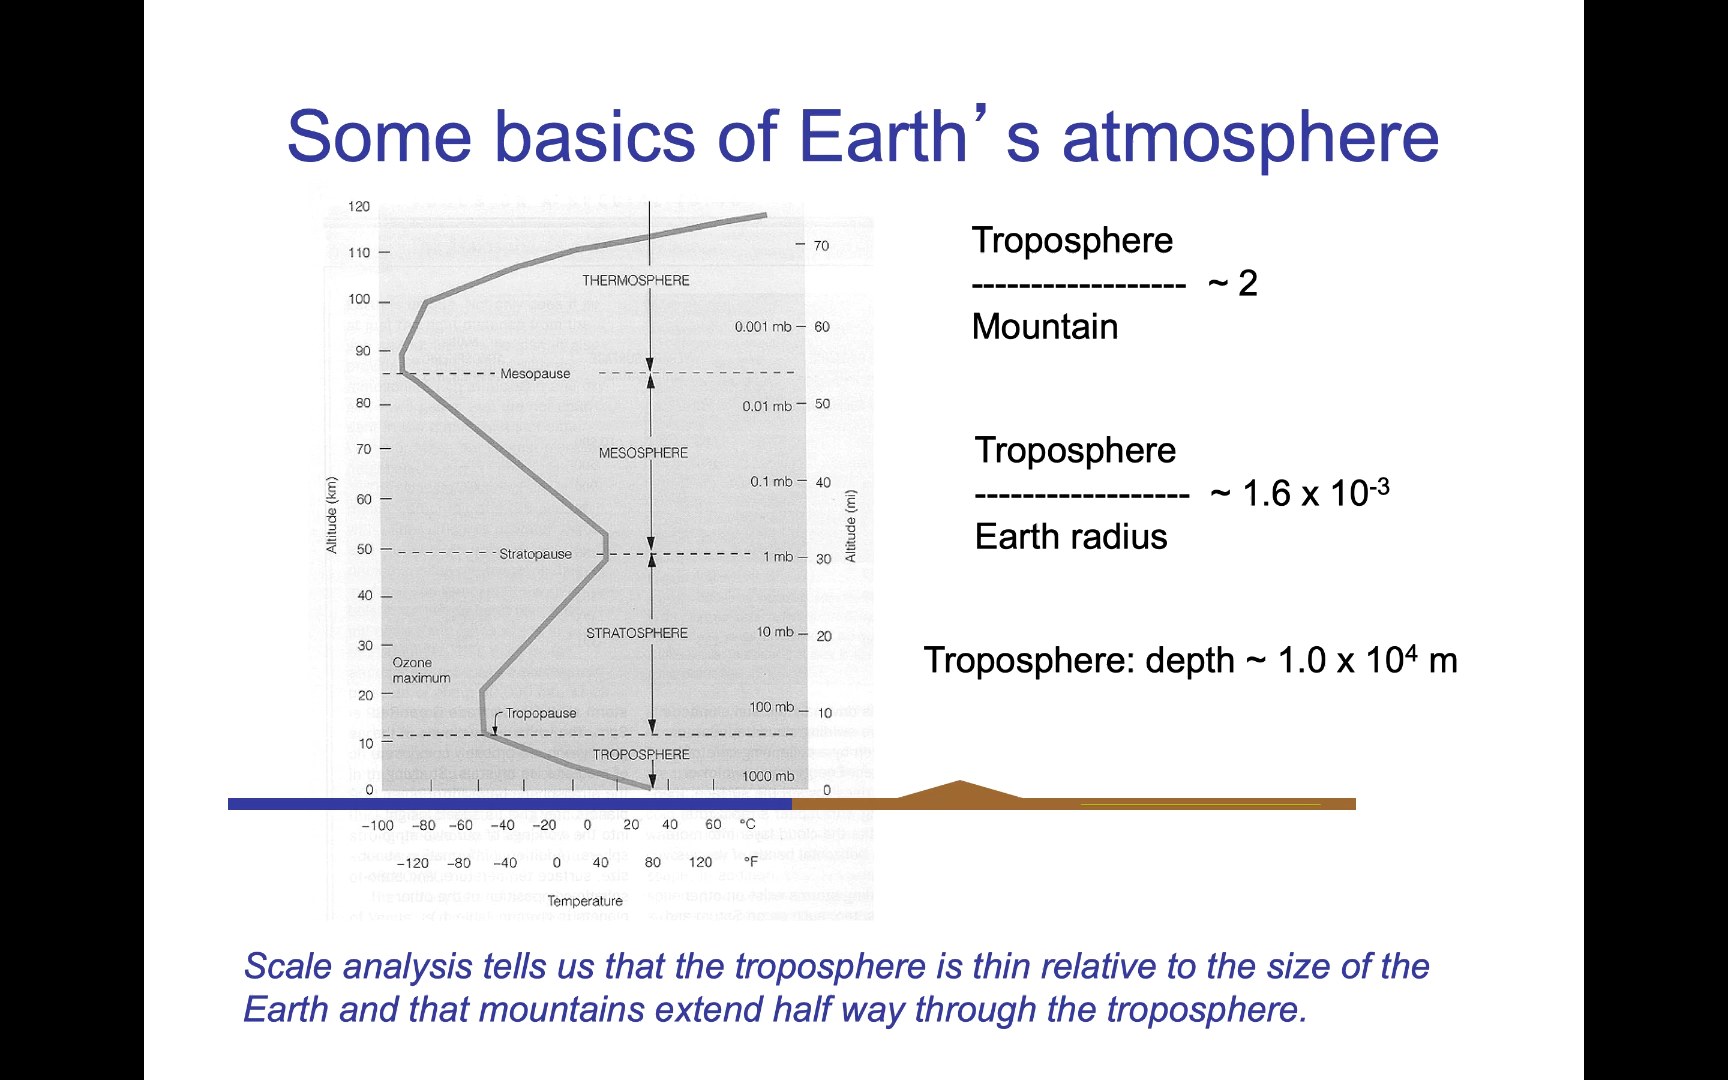 Some basics of Earth’s atmosphere
120
110
100
90
80
70
60
50
40
30
20
10
0
Altitude (km)
THERMOSPHERE
Mesopause
MESOSPHERE
Stratopause
STRATOSPHERE
Ozone
maximum
Tropopause
TROPOSPHERE
0.001 mb
0.01 mb
0.1 mb
1 mb
10 mb
100 mb
1000 mb
70
60
50
40
30
20
10
0
Altitude (mi)
-100 -80 -60 -40 -20 0 20 40 60 °C
-120 -80 -40 0 40 80 120 °F
Temperature
Troposphere
------------------ ~ 2
Mountain
Troposphere
------------------ ~ 1.6 x 10-3
Earth radius
Troposphere: depth ~ 1.0 x 104 m
Scale analysis tells us that the troposphere is thin relative to the size of the
Earth and that mountains extend half way through the troposphere.